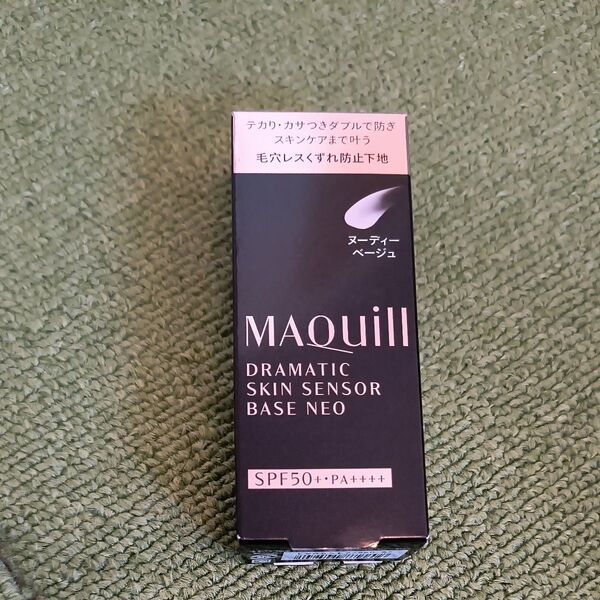 テカリ・カサつきダブルで防ぎ
スキンケアまで叶う
毛穴レスくずれ防止下地
ヌーディー
ベージュ
MAQuill
DRAMATIC
SKIN SENSOR
BASE NEO
SPF50+・PA++++